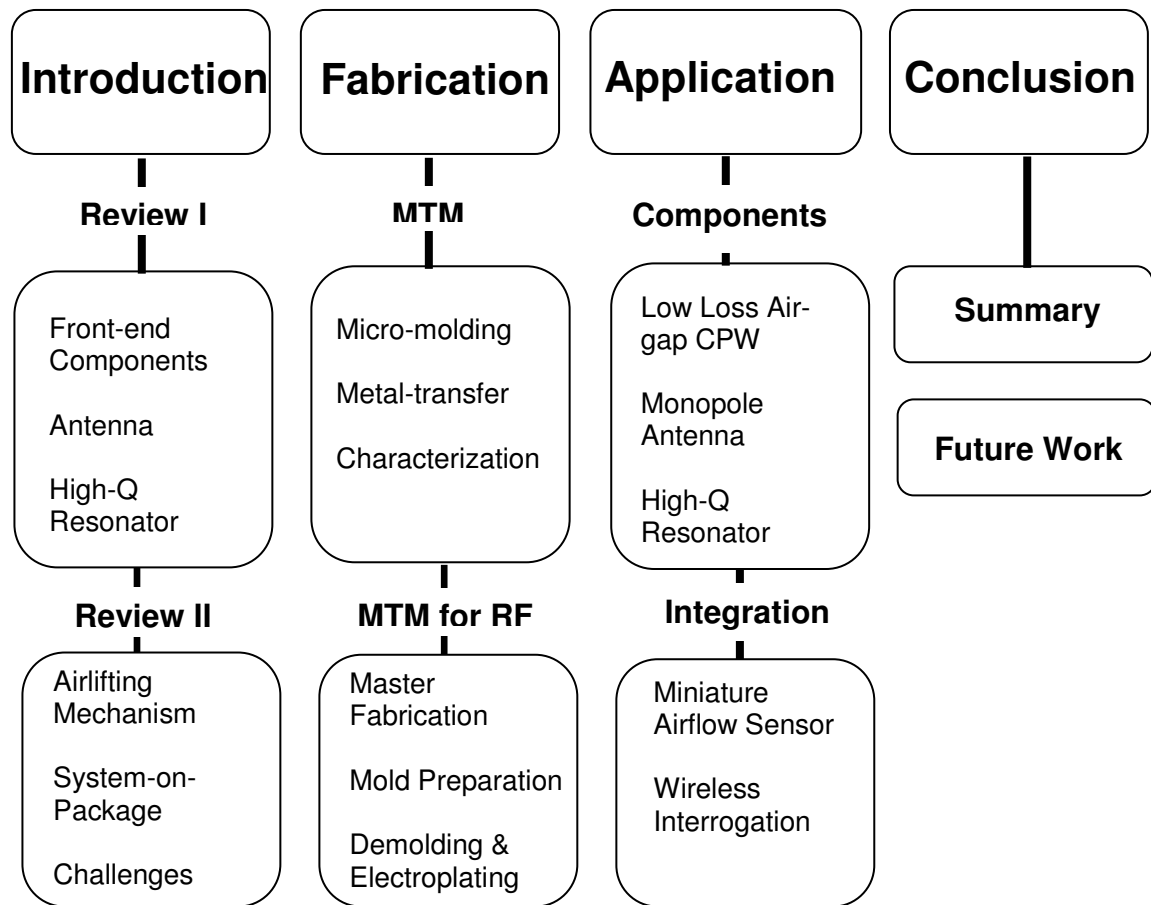 Introduction
Review I
Front-end
Components
Antenna
High-Q
Resonator
Review II
Airlifting
Mechanism
System-on-
Package
Challenges
Fabrication
MTM
Micro-molding
Metal-transfer
Characterization
MTM for RF
Master
Fabrication
Mold Preparation
Demolding &
Electroplating
Application
Components
Low Loss Air-
gap CPW
Monopole
Antenna
High-Q
Resonator
Integration
Miniature
Airflow Sensor
Wireless
Interrogation
Conclusion
Summary
Future Work